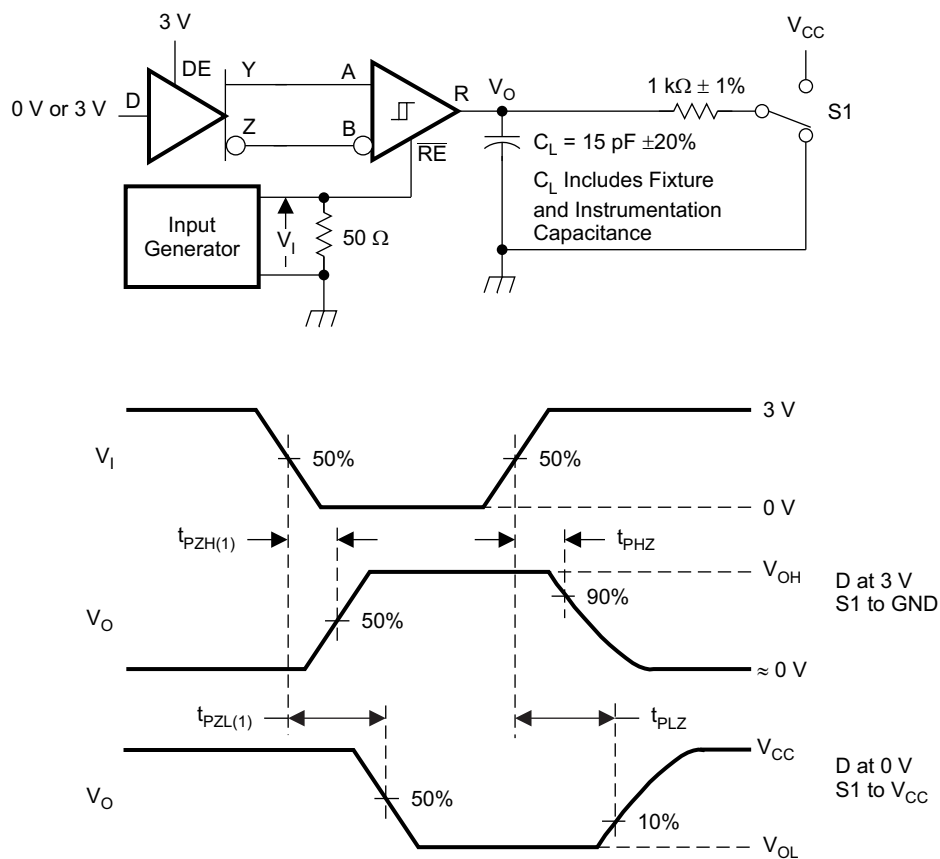 3 V
DE
D
0 V or 3 V
Y
Z
A
B
R
RE
V_O
1 kΩ ± 1%
V_CC
S1
C_L = 15 pF ±20%
C_L Includes Fixture
and Instrumentation
Capacitance
Input
Generator
V_I
50 Ω
V_I
50%
50%
3 V
0 V
t_PZH(1)
t_PHZ
V_O
50%
90%
V_OH
≈ 0 V
D at 3 V
S1 to GND
t_PZL(1)
t_PLZ
V_O
50%
10%
V_CC
V_OL
D at 0 V
S1 to V_CC